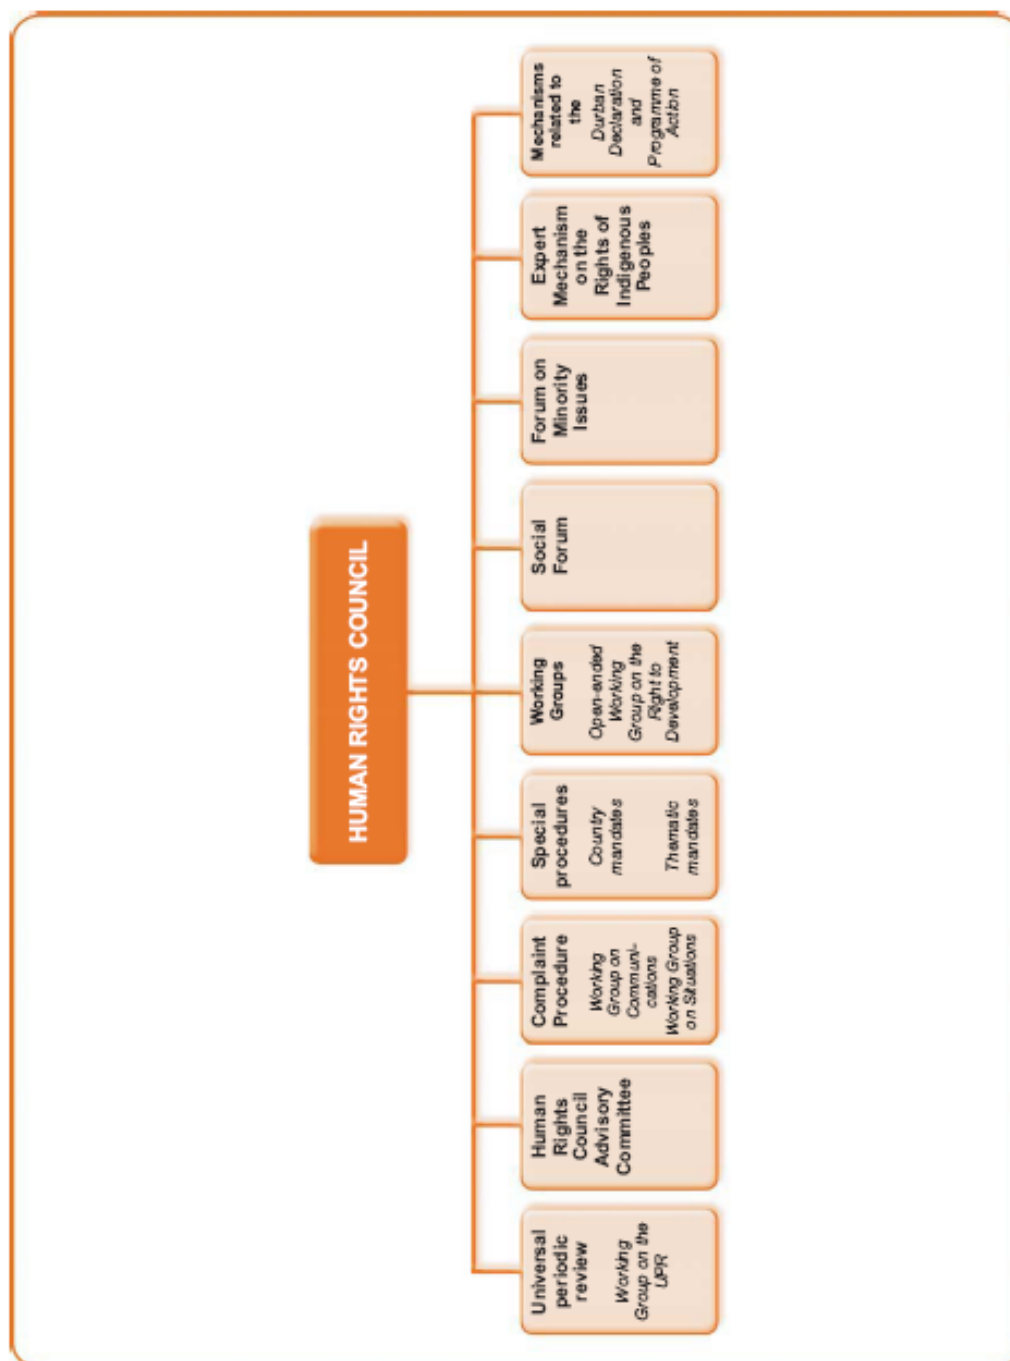 HUMAN RIGHTS COUNCIL
Universal
periodic
review
Working
Group on the
UPR
Human
Rights
Council
Advisory
Committee
Complaint
Procedure
Working
Group on
Communi-
cations
Working Group
on Situations
Special
procedures
Country
mandates
Thematic
mandates
Working
Groups
Open-ended
Working
Group on the
Right to
Development
Social
Forum
Forum on
Minority
Issues
Expert
Mechanism
on the
Rights of
Indigenous
Peoples
Mechanisms
related to
the
Durban
Declaration
and
Programme of
Action